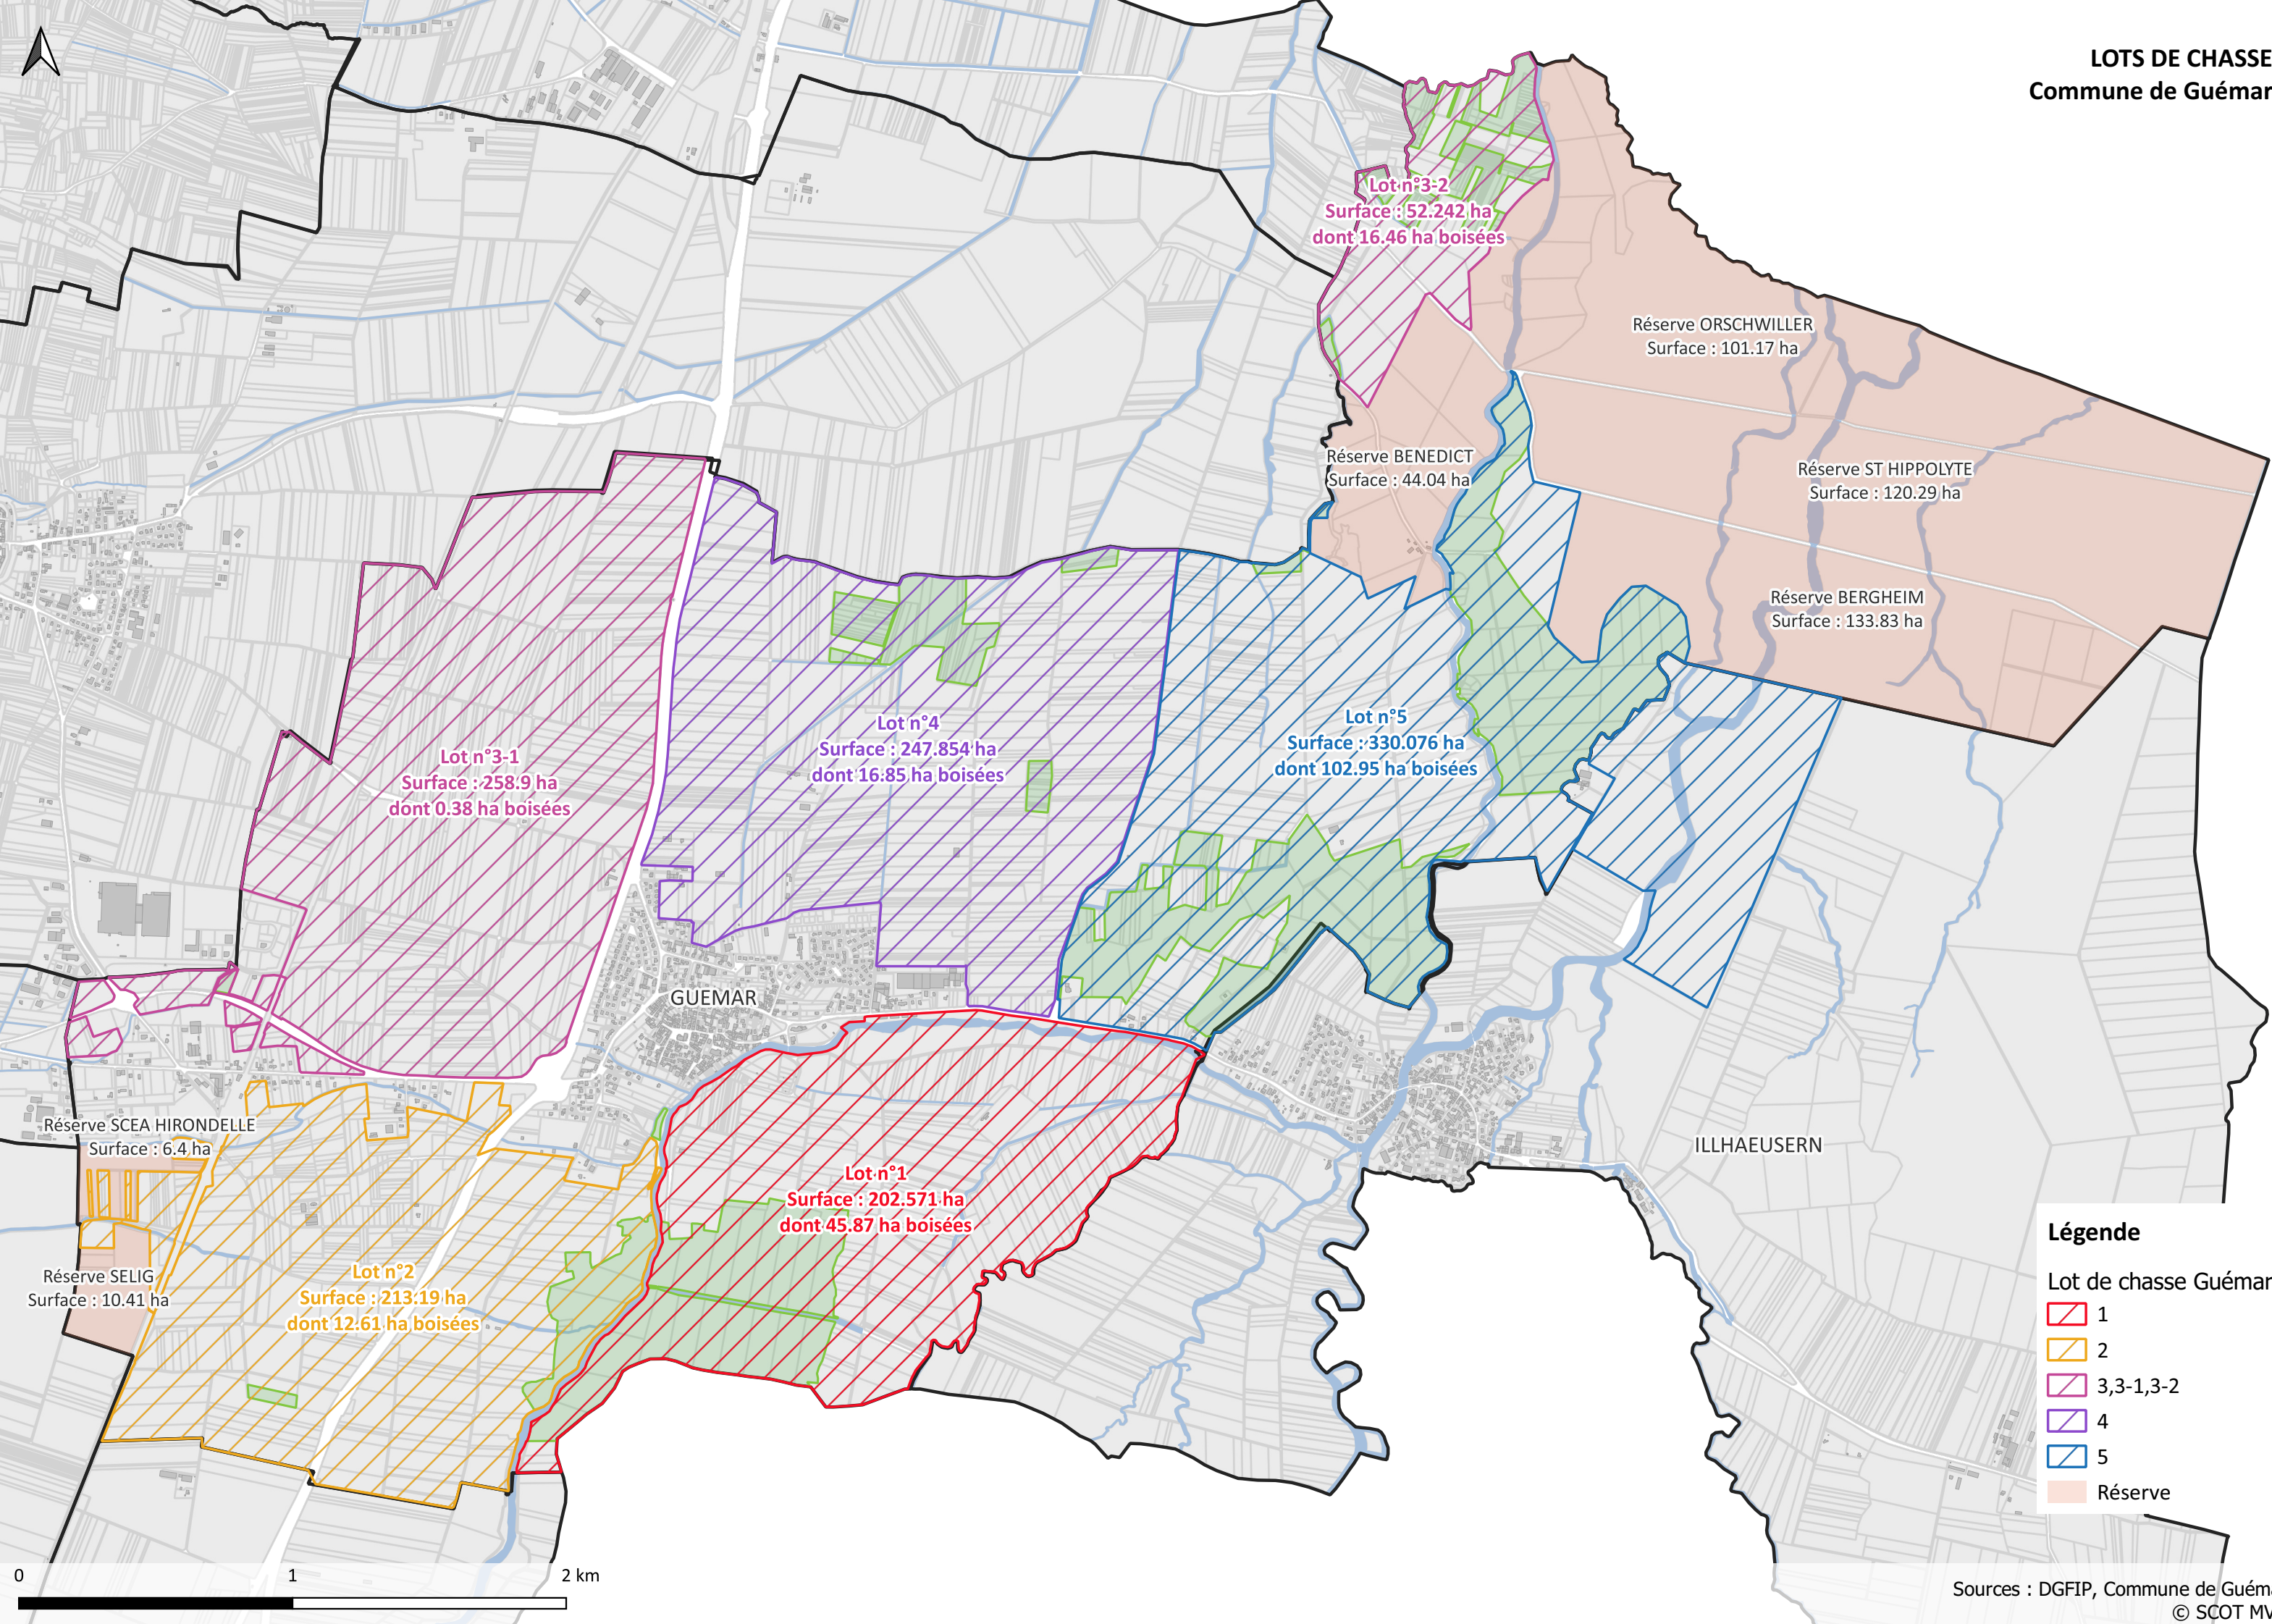 LOTS DE CHASSE
Commune de Guémar
Lot n°3-2
Surface : 52.242 ha
dont 16.46 ha boisées
Réserve ORSCHWILLER
Surface : 101.17 ha
Réserve BENEDICT
Surface : 44.04 ha
Réserve ST HIPPOLYTE
Surface : 120.29 ha
Réserve BERGHEIM
Surface : 133.83 ha
Lot n°3-1
Surface : 258.9 ha
dont 0.38 ha boisées
Lot n°4
Surface : 247.854 ha
dont 16.85 ha boisées
Lot n°5
Surface : 330.076 ha
dont 102.95 ha boisées
GUEMAR
Réserve SCEA HIRONDELLE
Surface : 6.4 ha
ILLHAEUSERN
Lot n°1
Surface : 202.571 ha
dont 45.87 ha boisées
Réserve SELIG
Surface : 10.41 ha
Lot n°2
Surface : 213.19 ha
dont 12.61 ha boisées
Légende
Lot de chasse Guémar
1
2
3,3-1,3-2
4
5
Réserve
0 1 2 km
Sources : DGFIP, Commune de Guéma
© SCOT MV